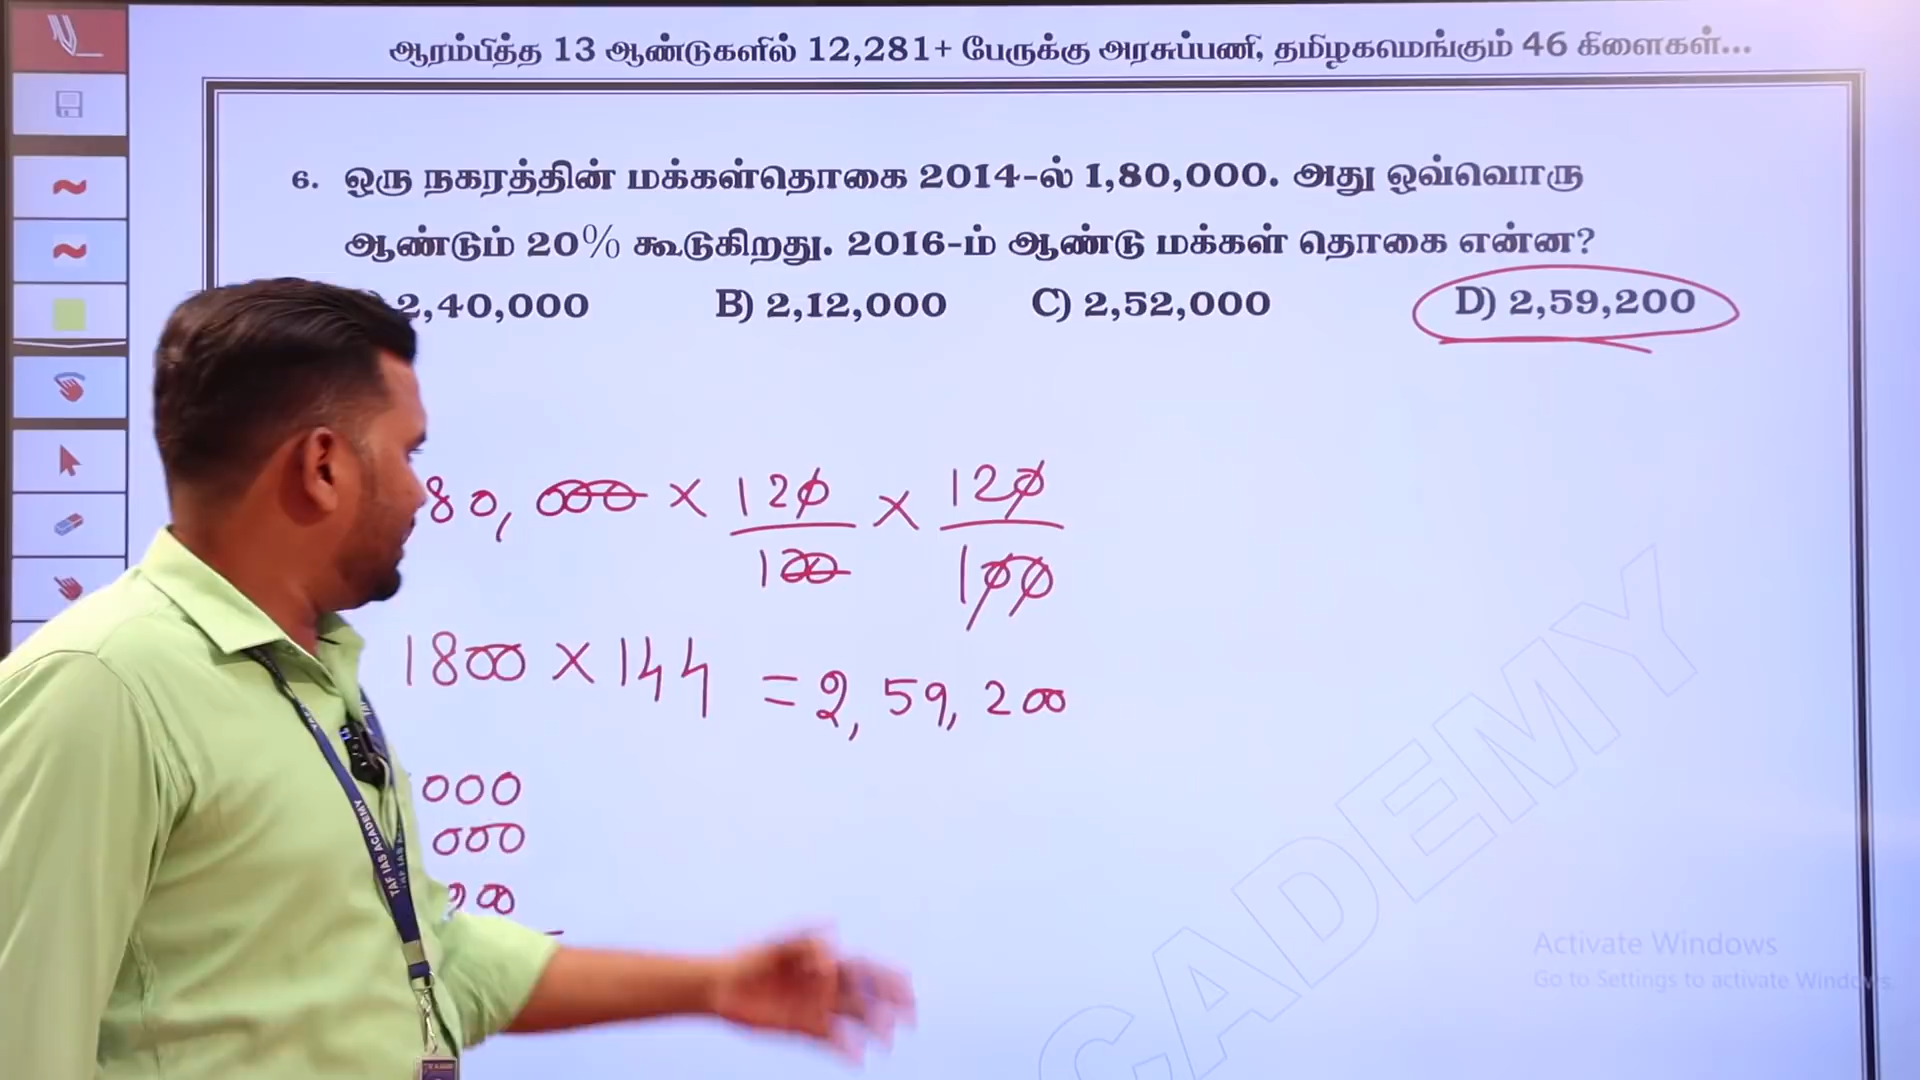 ஆரம்பித்த 13 ஆண்டுகளில் 12,281+ பேருக்கு அரசுப்பணி, தமிழகமெங்கும் 46 கிளைகள்...
6. ஒரு நகரத்தின் மக்கள்தொகை 2014-ல் 1,80,000. அது ஒவ்வொரு
ஆண்டும் 20% கூடுகிறது. 2016-ம் ஆண்டு மக்கள் தொகை என்ன?
2,40,000 B) 2,12,000 C) 2,52,000 D) 2,59,200
80,000 × 120/100 × 120/100
1800 × 144 = 2,59,200
000
000
00
CADEMY
TAF IAS ACADEMY
Activate Windows
Go to Settings to activate Windows.